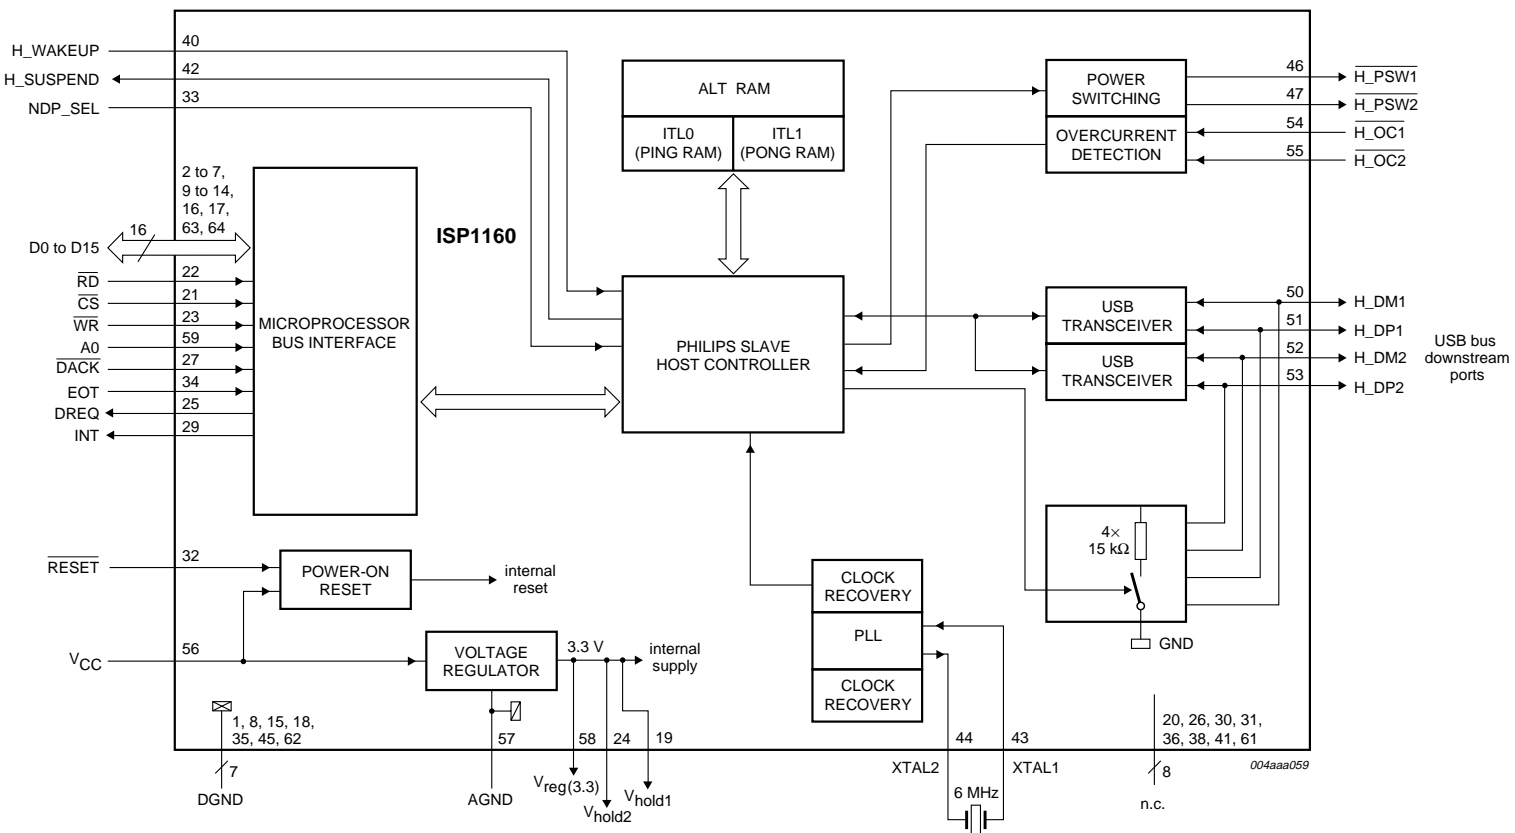 H_WAKEUP
40
H_SUSPEND
42
NDP_SEL
33
2 to 7,
9 to 14,
16, 17,
63, 64
D0 to D15
16
RD
22
CS
21
WR
23
A0
59
DACK
27
EOT
34
DREQ
25
INT
29
MICROPROCESSOR
BUS INTERFACE
ISP1160
ALT RAM
ITL0
(PING RAM)
ITL1
(PONG RAM)
PHILIPS SLAVE
HOST CONTROLLER
POWER
SWITCHING
OVERCURRENT
DETECTION
46
H_PSW1
47
H_PSW2
54
H_OC1
55
H_OC2
USB
TRANSCEIVER
USB
TRANSCEIVER
50
H_DM1
51
H_DP1
52
H_DM2
53
H_DP2
USB bus
downstream
ports
4×
15 kΩ
GND
RESET
32
POWER-ON
RESET
internal
reset
VCC
56
VOLTAGE
REGULATOR
3.3 V
internal
supply
CLOCK
RECOVERY
PLL
CLOCK
RECOVERY
1, 8, 15, 18,
35, 45, 62
7
DGND
57
AGND
58
Vreg(3.3)
24
Vhold2
19
Vhold1
44
XTAL2
43
XTAL1
6 MHz
20, 26, 30, 31,
36, 38, 41, 61
8
n.c.
004aaa059